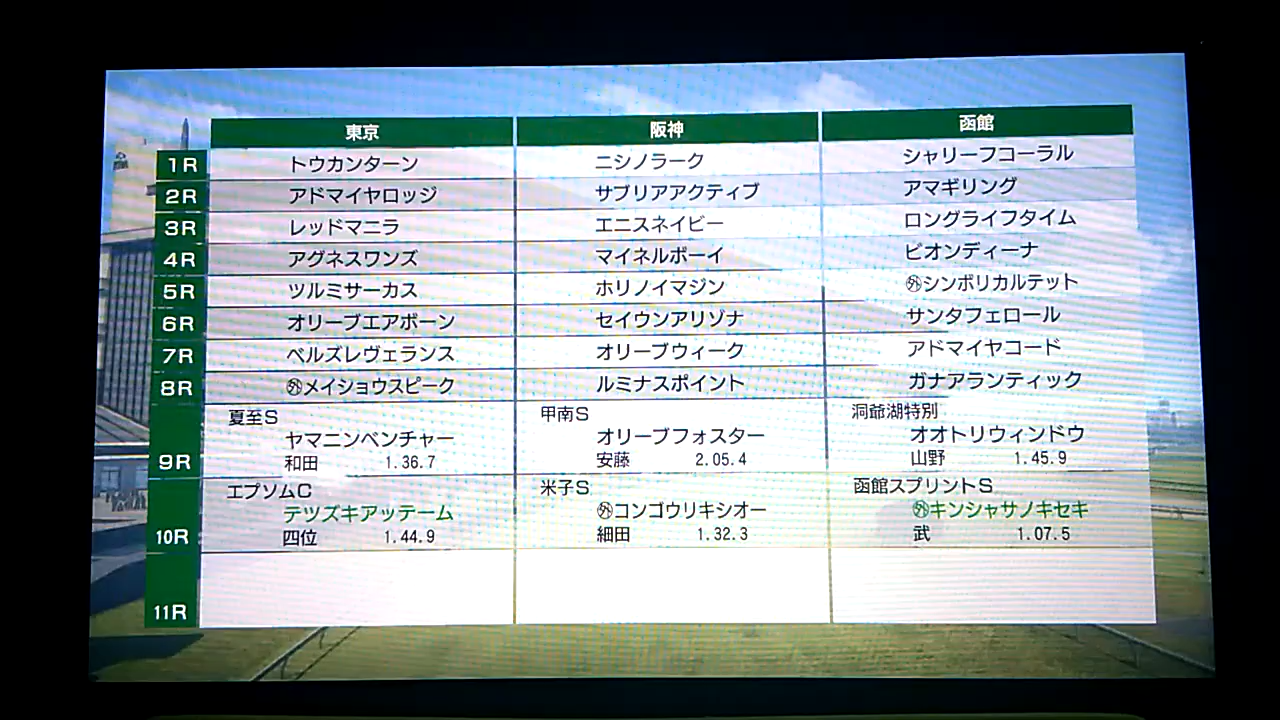 東京 阪神 函館
1R トウカンターン ニシノラーク シャリーフコーラル
2R アドマイヤロッジ サブリアアクティブ アマギリング
3R レッドマニラ エニスネイビー ロングライフタイム
4R アグネスワンズ マイネルボーイ ビオンディーナ
5R ツルミサーカス ホリノイマジン ㊕シンボリカルテット
6R オリーブエアボーン セイウンアリゾナ サンタフェロール
7R ベルズレヴェランス オリーブウィーク アドマイヤコード
8R 外メイショウスピーク ルミナスポイント ガナアランティック
夏至S 甲南S 洞爺湖特別
ヤマニンベンチャー オリーブフォスター オオトリウィンドウ
9R 和田 1.36.7 安藤 2.05.4 山野 1.45.9
エプソムC 米子S 函館スプリントS
テツズキアッテーム 外コンゴウリキシオー 外キンシャサノキセキ
10R 四位 1.44.9 細田 1.32.3 武 1.07.5
11R